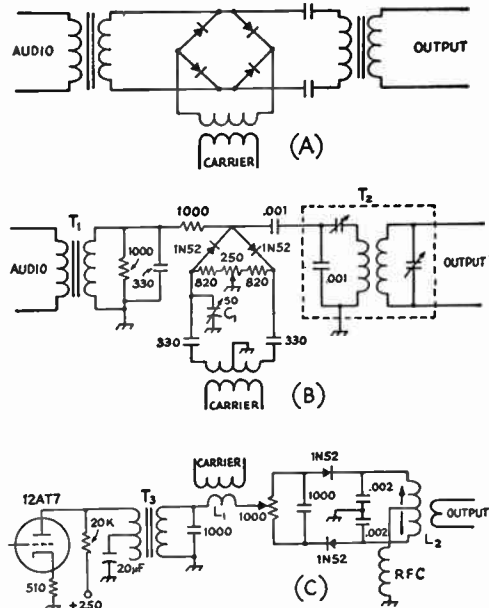 AUDIO
OUTPUT
CARRIER
(A)
T1
1000
.001
T2
1N52
1N52
250
1000
330
820
820
50
C1
.001
AUDIO
OUTPUT
330
330
CARRIER
(B)
CARRIER
1N52
12AT7
T3
L1
1000
1000
1000
.002
.002
OUTPUT
L2
20K
20µF
1N52
510
+250
RFC
(C)